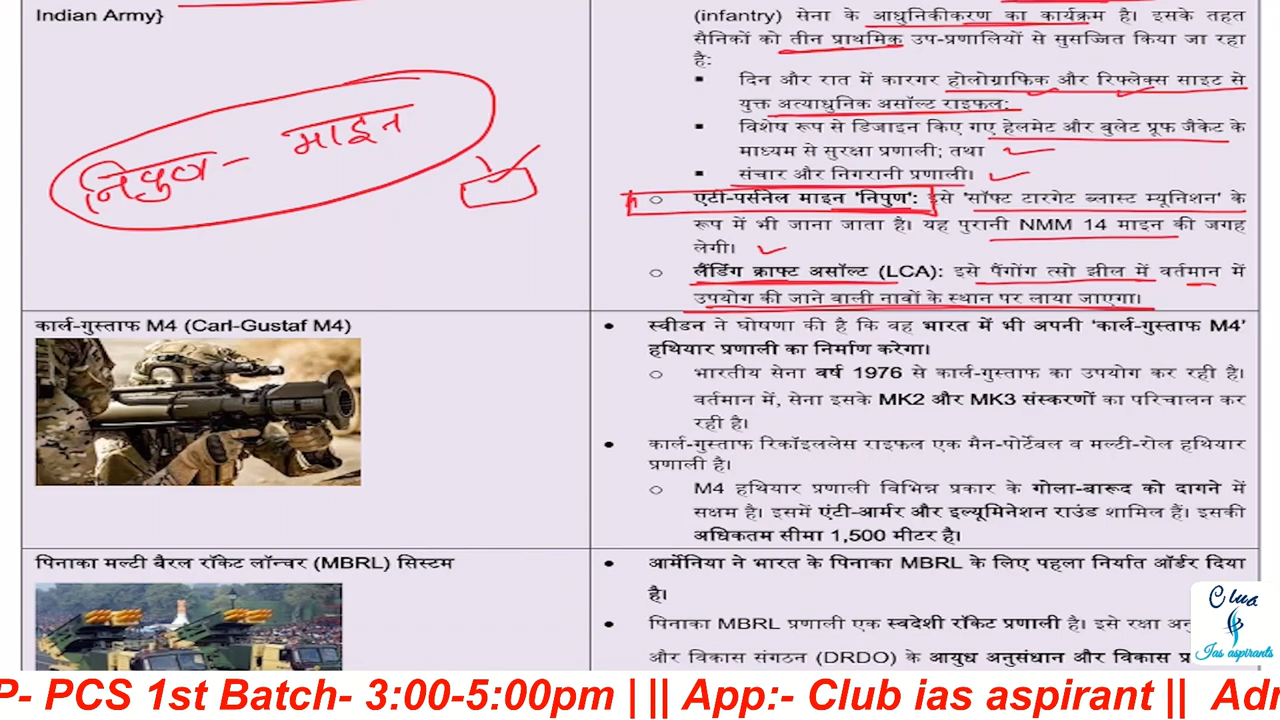 Indian Army}
(infantry) सेना के आधुनिकीकरण का कार्यक्रम है। इसके तहत
सैनिकों को तीन प्राथमिक उप-प्रणालियों से सुसज्जित किया जा रहा
है:
▪ दिन और रात में कारगर होलोग्राफिक और रिफ्लेक्स साइट से
युक्त अत्याधुनिक असॉल्ट राइफल;
▪ विशेष रूप से डिजाइन किए गए हेलमेट और बुलेट प्रूफ जैकेट के
माध्यम से सुरक्षा प्रणाली; तथा
▪ संचार और निगरानी प्रणाली।
निपुण - माइन
○ एंटी-पर्सनेल माइन 'निपुण': इसे 'सॉफ्ट टारगेट ब्लास्ट म्यूनिशन' के
रूप में भी जाना जाता है। यह पुरानी NMM 14 माइन की जगह
लेगी।
○ लैंडिंग क्राफ्ट असॉल्ट (LCA): इसे पैंगोंग त्सो झील में वर्तमान में
उपयोग की जाने वाली नावों के स्थान पर लाया जाएगा।
कार्ल-गुस्ताफ M4 (Carl-Gustaf M4)
● स्वीडन ने घोषणा की है कि वह भारत में भी अपनी 'कार्ल-गुस्ताफ M4'
हथियार प्रणाली का निर्माण करेगा।
○ भारतीय सेना वर्ष 1976 से कार्ल-गुस्ताफ का उपयोग कर रही है।
वर्तमान में, सेना इसके MK2 और MK3 संस्करणों का परिचालन कर
रही है।
● कार्ल-गुस्ताफ रिकॉइललेस राइफल एक मैन-पोर्टेबल व मल्टी-रोल हथियार
प्रणाली है।
○ M4 हथियार प्रणाली विभिन्न प्रकार के गोला-बारूद को दागने में
सक्षम है। इसमें एंटी-आर्मर और इल्यूमिनेशन राउंड शामिल हैं। इसकी
अधिकतम सीमा 1,500 मीटर है।
पिनाका मल्टी बैरल रॉकेट लॉन्चर (MBRL) सिस्टम
● आर्मेनिया ने भारत के पिनाका MBRL के लिए पहला निर्यात ऑर्डर दिया
है।
● पिनाका MBRL प्रणाली एक स्वदेशी रॉकेट प्रणाली है। इसे रक्षा अनु
और विकास संगठन (DRDO) के आयुध अनुसंधान और विकास प्र
Club
Ias aspirants
P- PCS 1st Batch- 3:00-5:00pm | || App:- Club ias aspirant || Adr